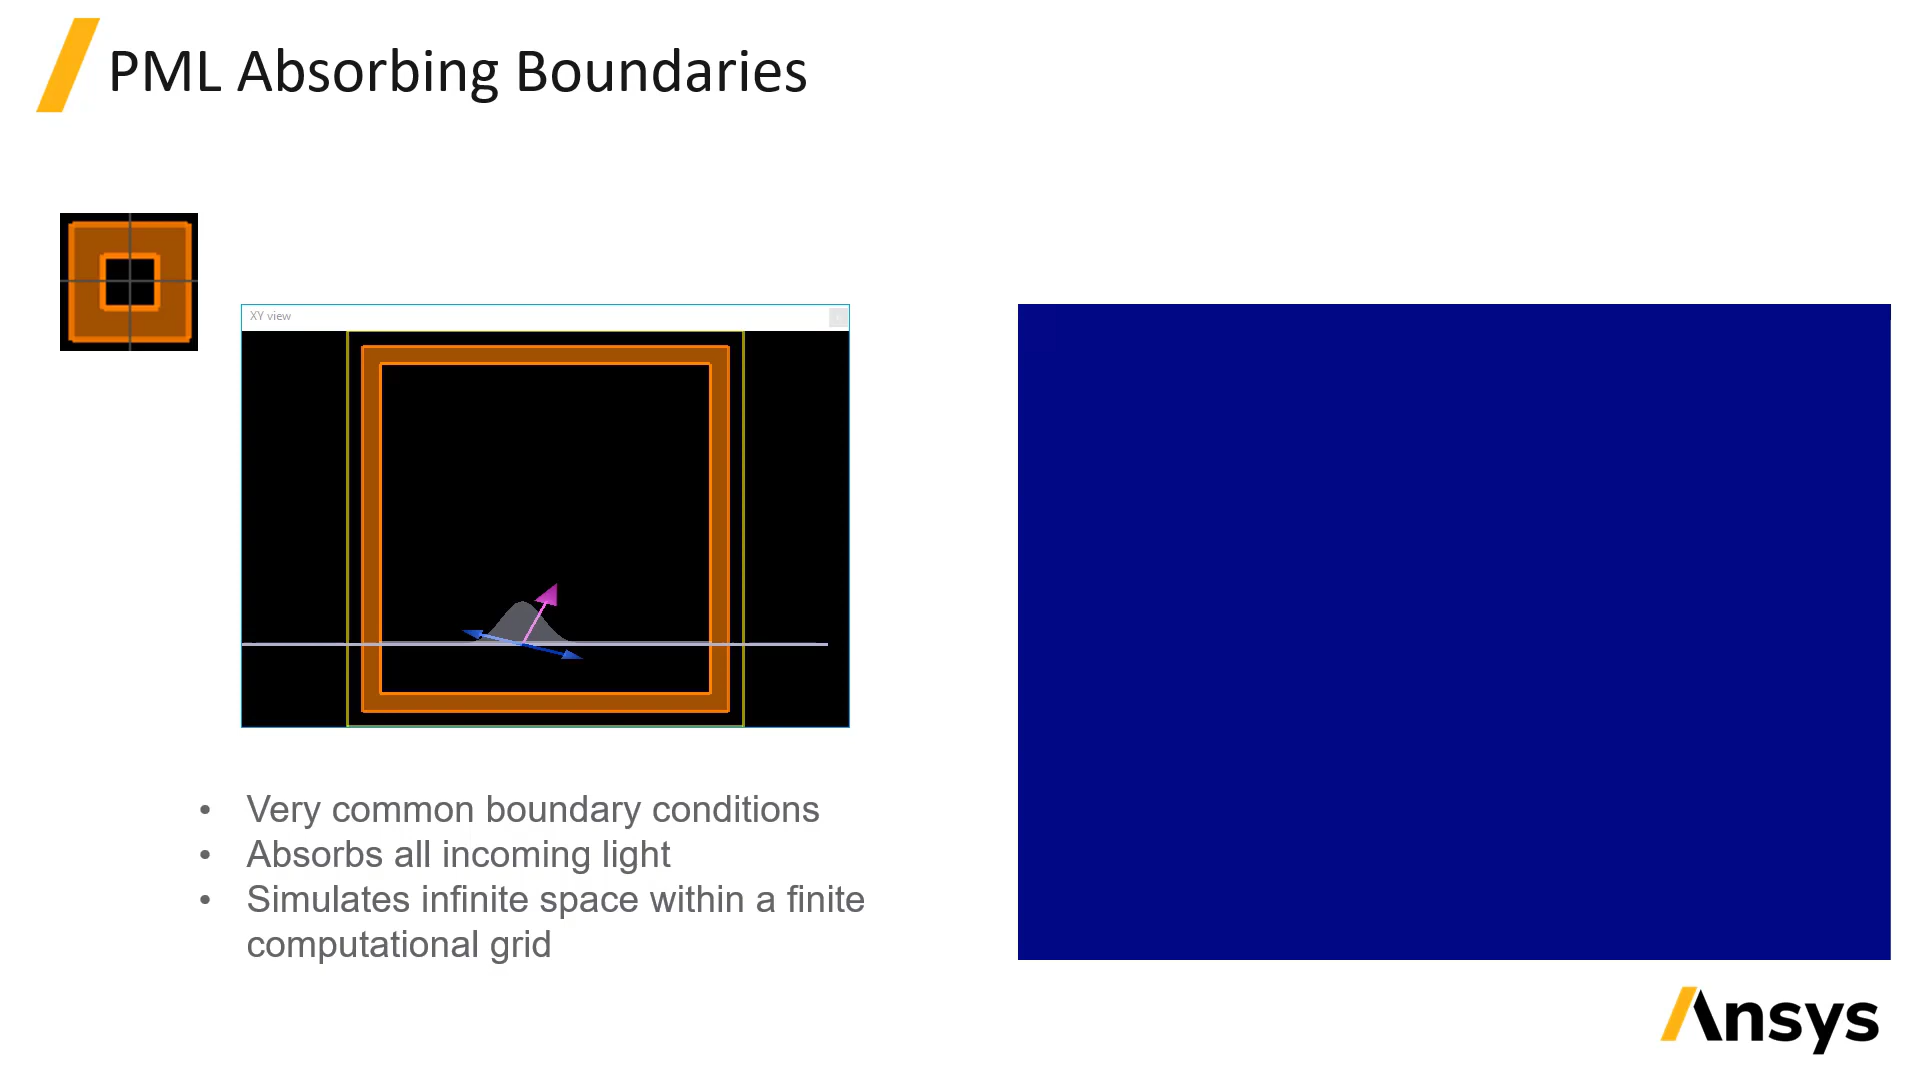 PML Absorbing Boundaries
XY view
• Very common boundary conditions
• Absorbs all incoming light
• Simulates infinite space within a finite
computational grid
Ansys